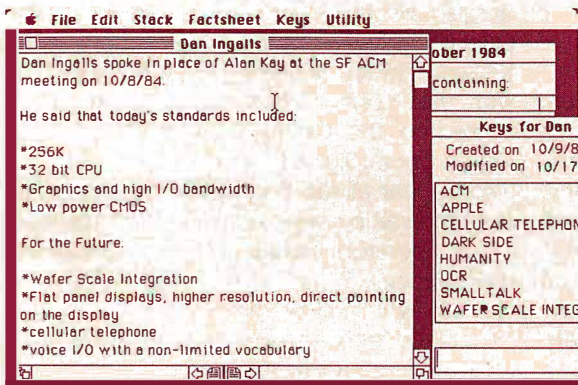 File Edit Stack Factsheet Keys Utility
Dan Ingalls
Dan Ingalls spoke in place of Alan Kay at the SF ACM
meeting on 10/8/84.
He said that today's standards included:
*256K
*32 bit CPU
*Graphics and high I/O bandwidth
*Low power CMOS
For the Future:
*Wafer Scale Integration
*Flat panel displays, higher resolution, direct pointing
on the display
*cellular telephone
*voice I/O with a non-limited vocabulary
ober 1984
containing:
Keys for Dan
Created on 10/9/8
Modified on 10/17
ACM
APPLE
CELLULAR TELEPHON
DARK SIDE
HUMANITY
OCR
SMALLTALK
WAFER SCALE INTEG